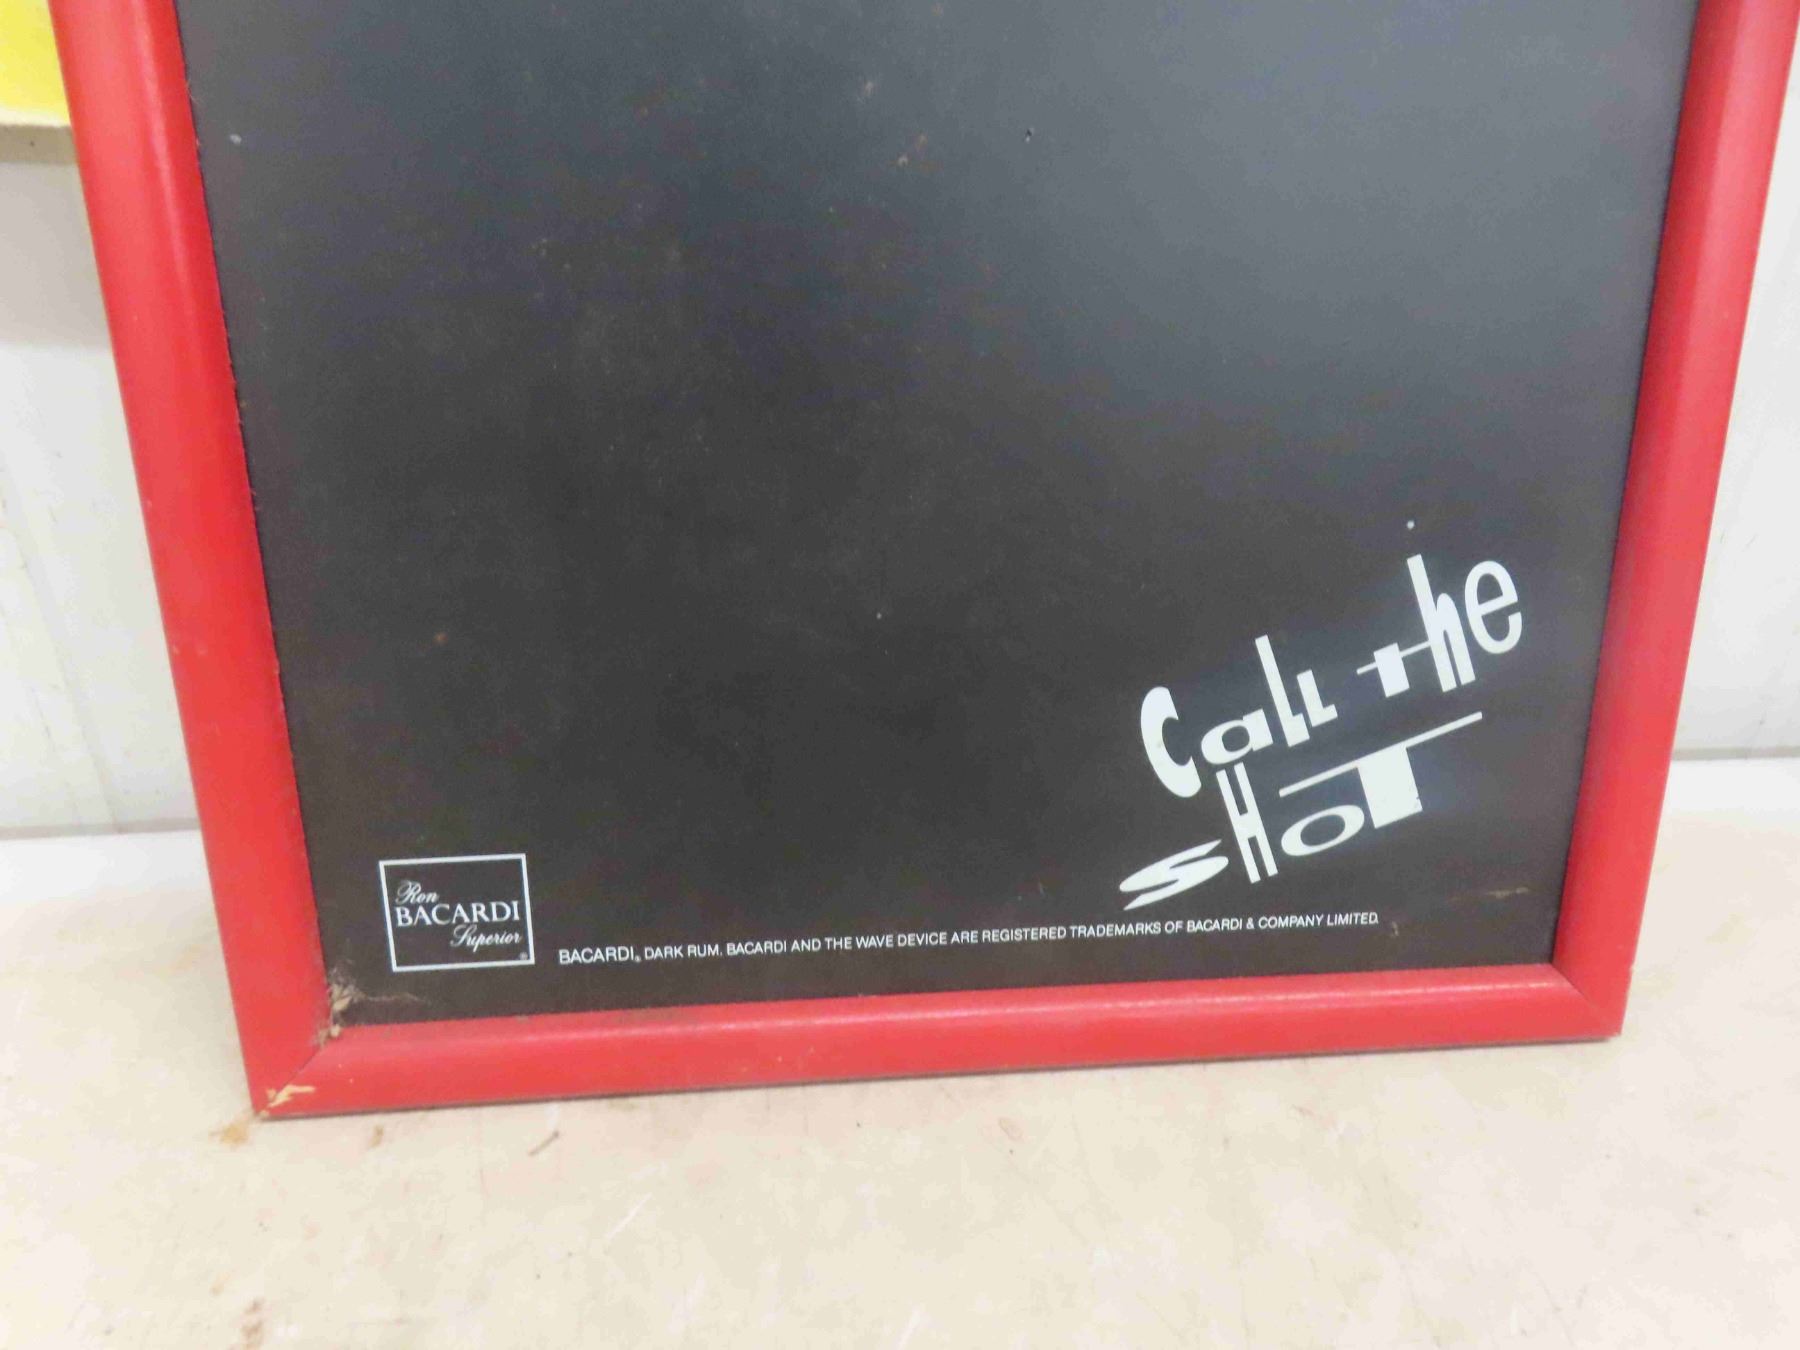 Call the
SHOT
Ron
BACARDI
Superior
BACARDI® DARK RUM. BACARDI AND THE WAVE DEVICE ARE REGISTERED TRADEMARKS OF BACARDI & COMPANY LIMITED.